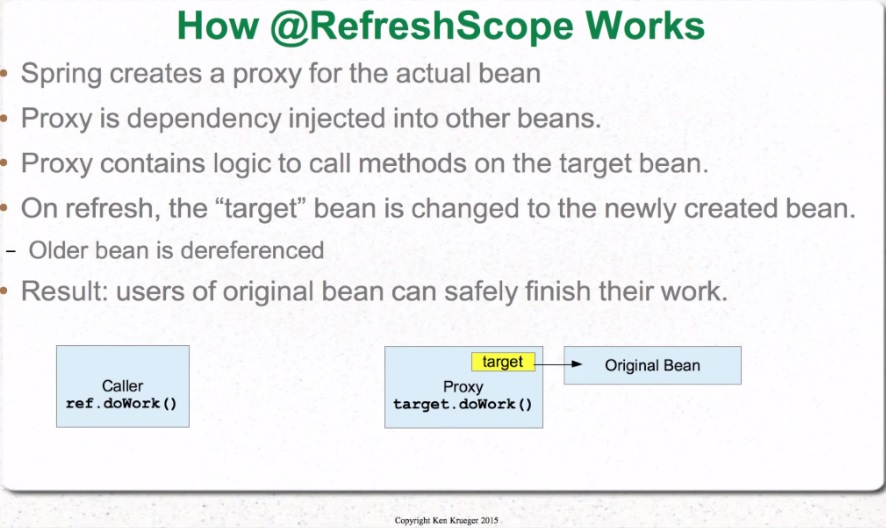 How @RefreshScope Works
• Spring creates a proxy for the actual bean
• Proxy is dependency injected into other beans.
• Proxy contains logic to call methods on the target bean.
• On refresh, the “target” bean is changed to the newly created bean.
– Older bean is dereferenced
• Result: users of original bean can safely finish their work.
Caller
ref.doWork()
target
Proxy
target.doWork()
Original Bean
Copyright Ken Krueger 2015